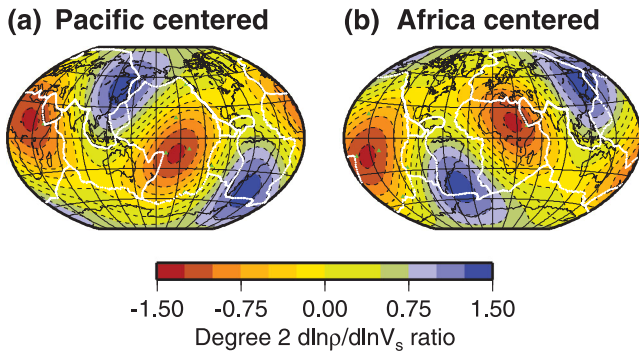 (a) Pacific centered
(b) Africa centered
-1.50 -0.75 0.00 0.75 1.50
Degree 2 dlnρ/dlnVs ratio